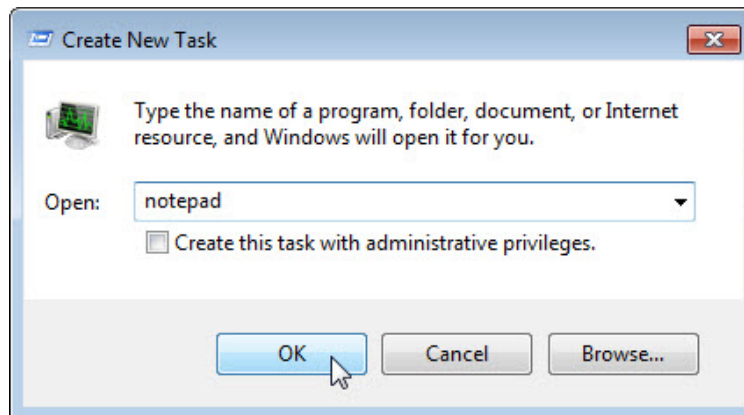 Create New Task
Type the name of a program, folder, document, or Internet
resource, and Windows will open it for you.
Open: notepad
Create this task with administrative privileges.
OK Cancel Browse...